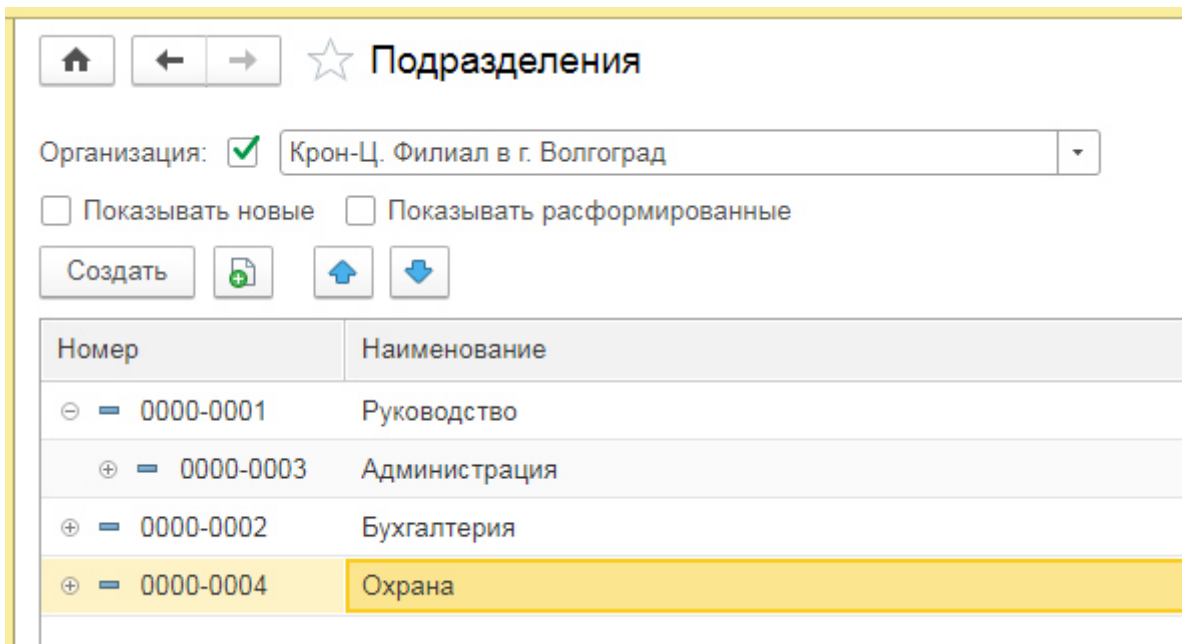 Подразделения
Организация: Крон-Ц. Филиал в г. Волгоград
Показывать новые Показывать расформированные
Создать
Номер Наименование
0000-0001 Руководство
0000-0003 Администрация
0000-0002 Бухгалтерия
0000-0004 Охрана